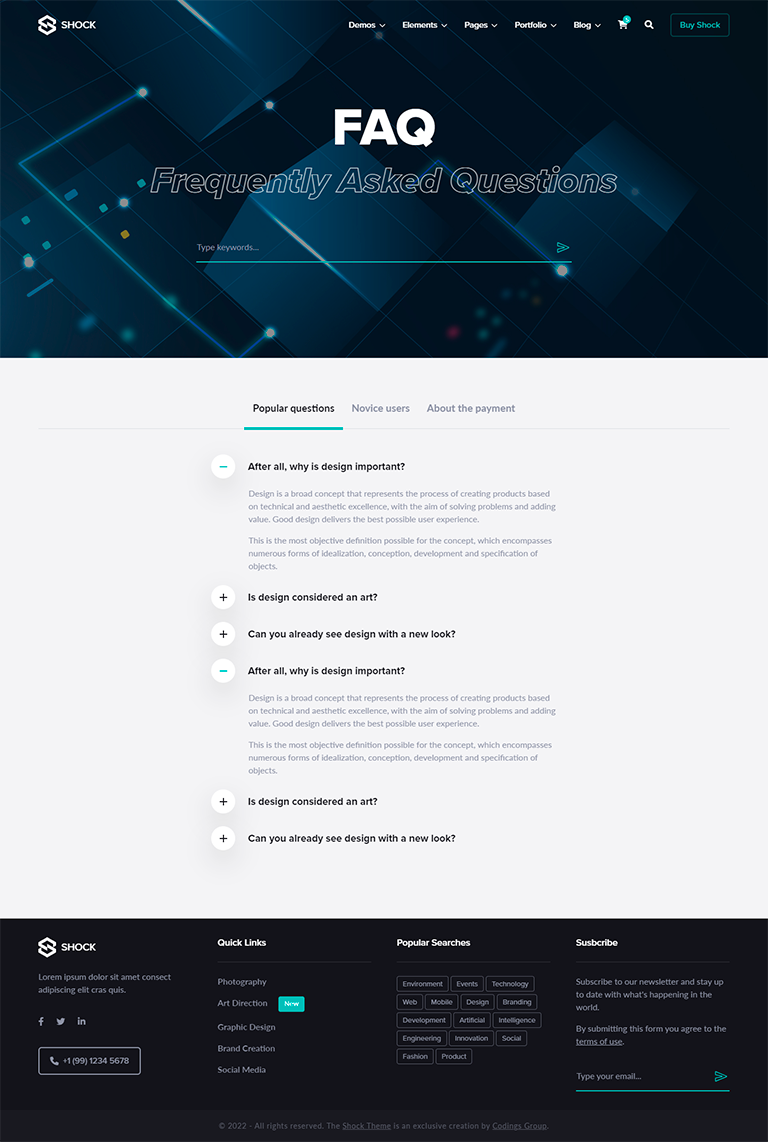 SHOCK
Demos Elements Pages Portfolio Blog 5 Buy Shock
FAQ
Frequently Asked Questions
Type keywords...
Popular questions Novice users About the payment
After all, why is design important?
Design is a broad concept that represents the process of creating products based
on technical and aesthetic excellence, with the aim of solving problems and adding
value. Good design delivers the best possible user experience.
This is the most objective definition possible for the concept, which encompasses
numerous forms of idealization, conception, development and specification of
objects.
Is design considered an art?
Can you already see design with a new look?
After all, why is design important?
Design is a broad concept that represents the process of creating products based
on technical and aesthetic excellence, with the aim of solving problems and adding
value. Good design delivers the best possible user experience.
This is the most objective definition possible for the concept, which encompasses
numerous forms of idealization, conception, development and specification of
objects.
Is design considered an art?
Can you already see design with a new look?
SHOCK
Lorem ipsum dolor sit amet consect
adipiscing elit cras quis.
+1 (99) 1234 5678
Quick Links
Photography
Art Direction New
Graphic Design
Brand Creation
Social Media
Popular Searches
Environment Events Technology
Web Mobile Design Branding
Development Artificial Intelligence
Engineering Innovation Social
Fashion Product
Susbcribe
Subscribe to our newsletter and stay up
to date with what's happening in the
world.
By submitting this form you agree to the
terms of use.
Type your email...
© 2022 - All rights reserved. The Shock Theme is an exclusive creation by Codings Group.